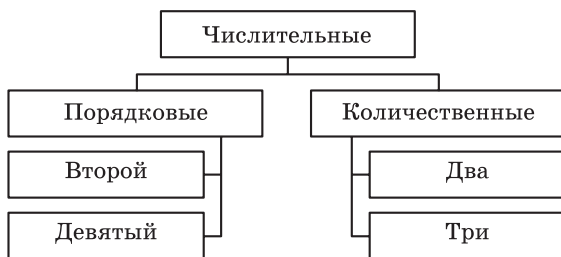 Числительные
Порядковые
Количественные
Второй
Два
Девятый
Три